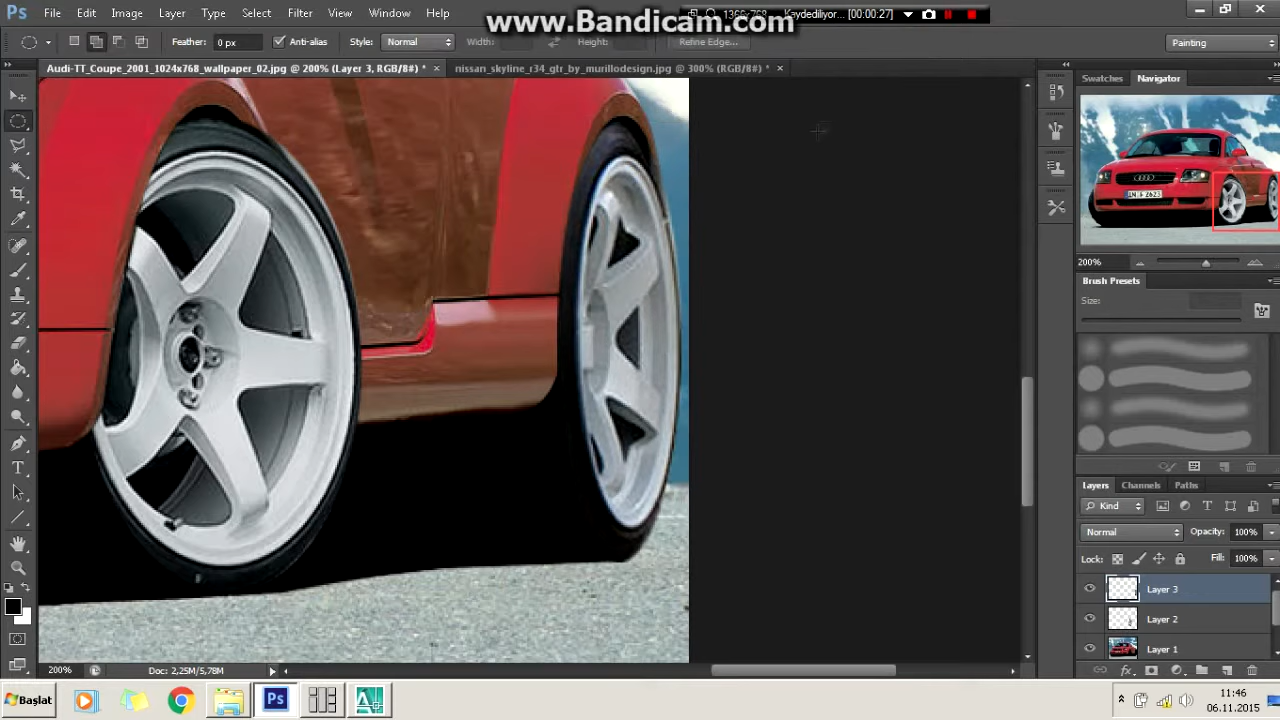 www.Bandicam.com
1366x768 Kaydediliyor... [00:00:27]
Ps File Edit Image Layer Type Select Filter View Window Help
Feather: 0 px Anti-alias Style: Normal Width: Height: Refine Edge... Painting
Audi-TT_Coupe_2001_1024x768_wallpaper_02.jpg @ 200% (Layer 3, RGB/8#) * ×
nissan_skyline_r34_gtr_by_murillodesign.jpg @ 300% (RGB/8#) * ×
Swatches Navigator
200%
Brush Presets
Size:
Layers Channels Paths
Kind
Normal Opacity: 100%
Lock: Fill: 100%
Layer 3
Layer 2
Layer 1
200% Doc: 2,25M/5,78M
Başlat
Ps
11:46
06.11.2015